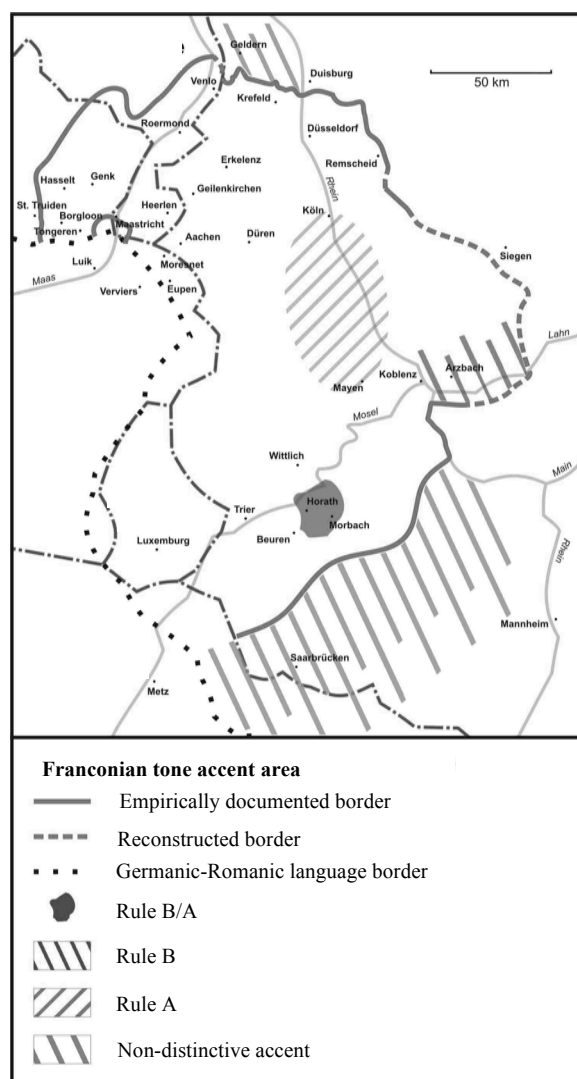 Geldern
Duisburg
50 km
Venlo
Krefeld
Roermond
Düsseldorf
Erkelenz
Remscheid
Hasselt
Genk
Geilenkirchen
Rhein
St. Truiden
Borgloon
Heerlen
Köln
Tongeren
Maastricht
Aachen
Düren
Siegen
Luik
Moresnet
Maas
Verviers
Eupen
Lahn
Koblenz
Arzbach
Mayen
Mosel
Wittlich
Main
Horath
Trier
Morbach
Luxemburg
Beuren
Rhein
Mannheim
Saarbrücken
Metz
Franconian tone accent area
Empirically documented border
Reconstructed border
Germanic-Romanic language border
Rule B/A
Rule B
Rule A
Non-distinctive accent